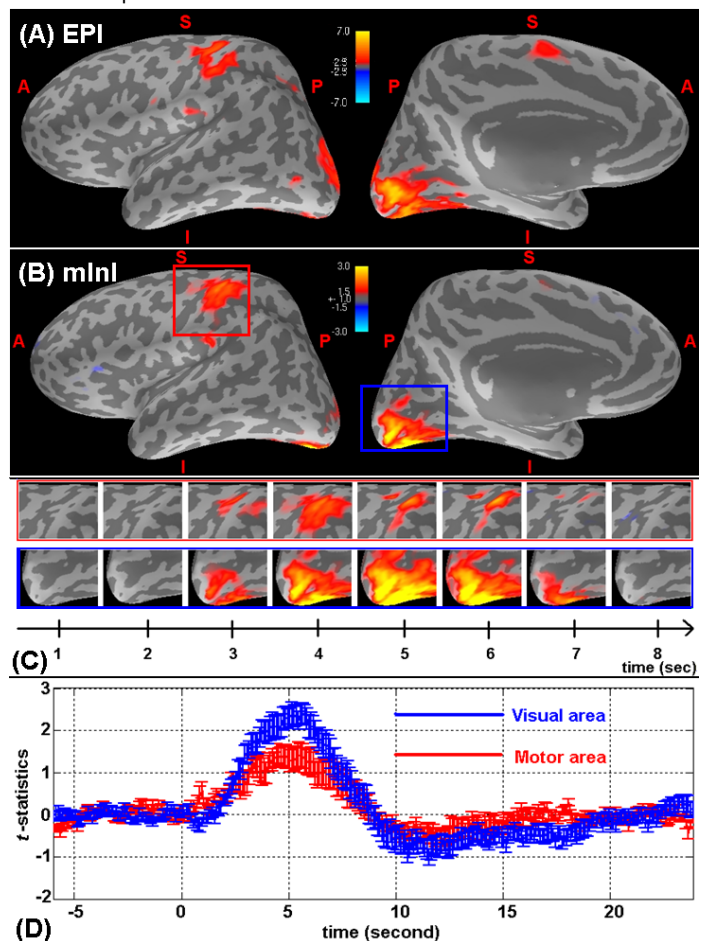 (A) EPI
S
S
7.0
-7.0
A
P
P
A
I
I
(B) mInI
S
S
3.0
1.5
-1.5
-3.0
A
P
P
A
I
I
1 2 3 4 5 6 7 8
(C)
time (sec)
3
2
1
0
-1
-2
t-statistics
Visual area
Motor area
-5 0 5 10 15 20
(D)
time (second)